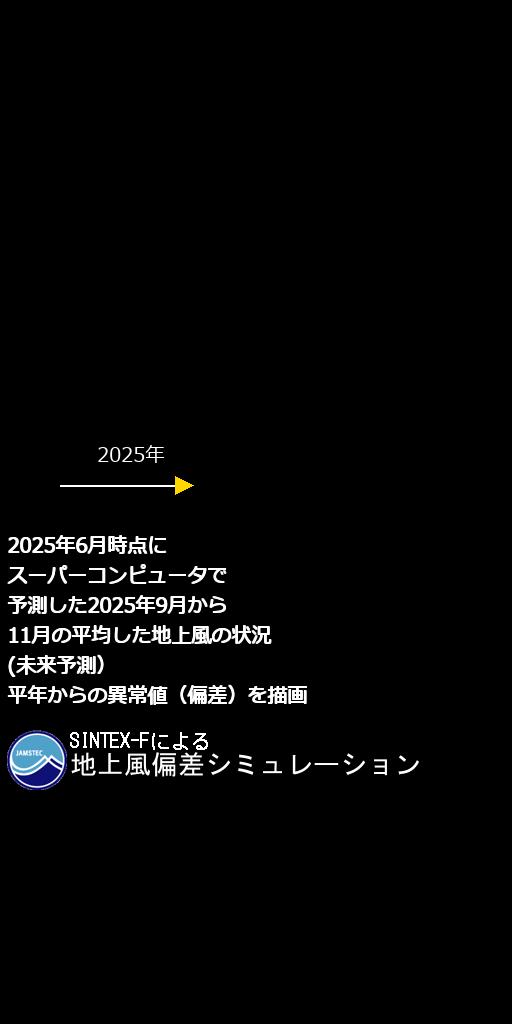 2025年
2025年6月時点に
スーパーコンピュータで
予測した2025年9月から
11月の平均した地上風の状況
(未来予測）
平年からの異常値（偏差）を描画
JAMSTEC
SINTEX-Fによる
地上風偏差シミュレーション